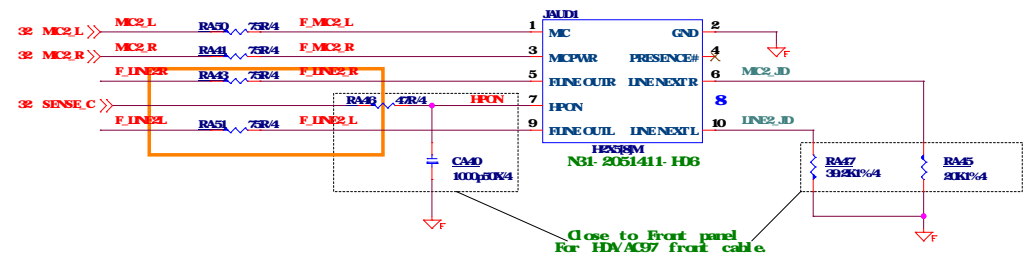 JAUD1
32 MIC2_L MIC2_L RA50 75R/4 F_MIC2_L 1 MIC GND 2 F
32 MIC2_R MIC2_R RA41 75R/4 F_MIC2_R 3 MICPWR PRESENCE# 4
F_LINE2R RA43 75R/4 F_LINE2_R 5 FLINE OUTR LINE NEXT R 6 MIC2_JD
32 SENSE_C RA46 47R/4 HPON 7 HPON 8
F_LINE2L RA51 75R/4 F_LINE2_L 9 FLINE OUTL LINE NEXT L 10 LINE2_JD
H2X5[8]M
N31-2051411-H06
CA40
1000p50X/4
F
RA47
39.2K1%/4
RA45
20K1%/4
F
Close to Front panel
For HDA/AC97 front cable.